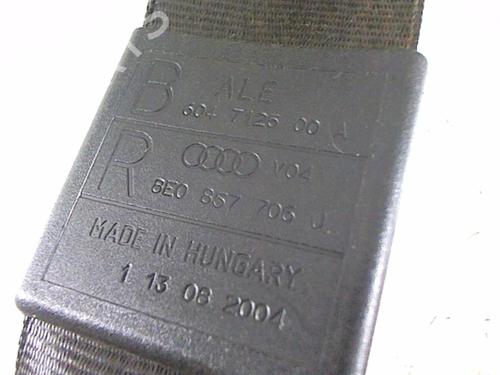 B ALE
604 7126 00 A
R V04
8E0 857 706 J
MADE IN HUNGARY
1 13 08 2004